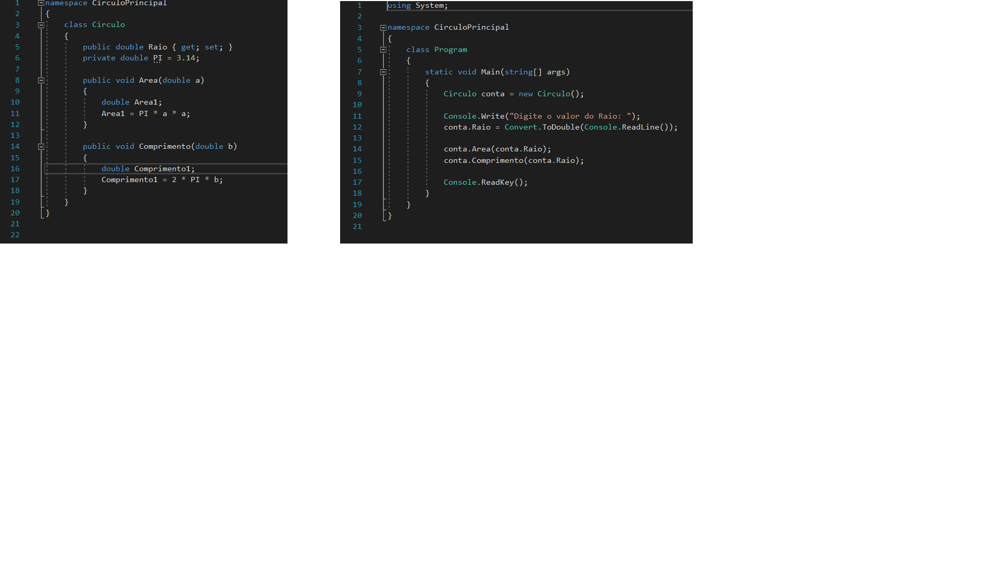 1 namespace CirculoPrincipal
2 {
3 class Circulo
4 {
5 public double Raio { get; set; }
6 private double PI = 3.14;
7
8 public void Area(double a)
9 {
10 double Area1;
11 Area1 = PI * a * a;
12 }
13
14 public void Comprimento(double b)
15 {
16 double Comprimento1;
17 Comprimento1 = 2 * PI * b;
18 }
19 }
20 }
21
22
1 using System;
2
3 namespace CirculoPrincipal
4 {
5 class Program
6 {
7 static void Main(string[] args)
8 {
9 Circulo conta = new Circulo();
10
11 Console.Write("Digite o valor do Raio: ");
12 conta.Raio = Convert.ToDouble(Console.ReadLine());
13
14 conta.Area(conta.Raio);
15 conta.Comprimento(conta.Raio);
16
17 Console.ReadKey();
18 }
19 }
20 }
21